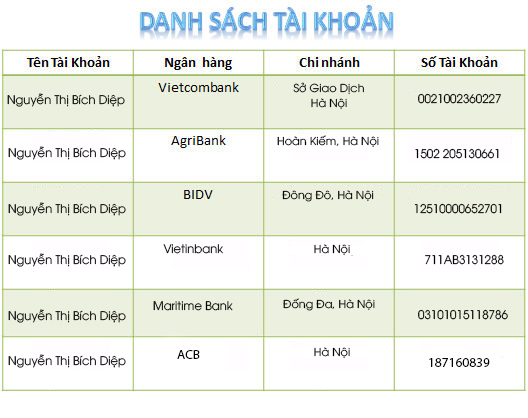 DANH SÁCH TÀI KHOẢN
Tên Tài Khoản Ngân hàng Chi nhánh Số Tài Khoản
Nguyễn Thị Bích Diệp Vietcombank Sở Giao Dịch
Hà Nội 0021002360227
Nguyễn Thị Bích Diệp AgriBank Hoàn Kiếm, Hà Nội 1502 205130661
Nguyễn Thị Bích Diệp BIDV Đông Đô, Hà Nội 12510000652701
Nguyễn Thị Bích Diệp Vietinbank Hà Nội 711AB3131288
Nguyễn Thị Bích Diệp Maritime Bank Đống Đa, Hà Nội 03101015118786
Nguyễn Thị Bích Diệp ACB Hà Nội 187160839